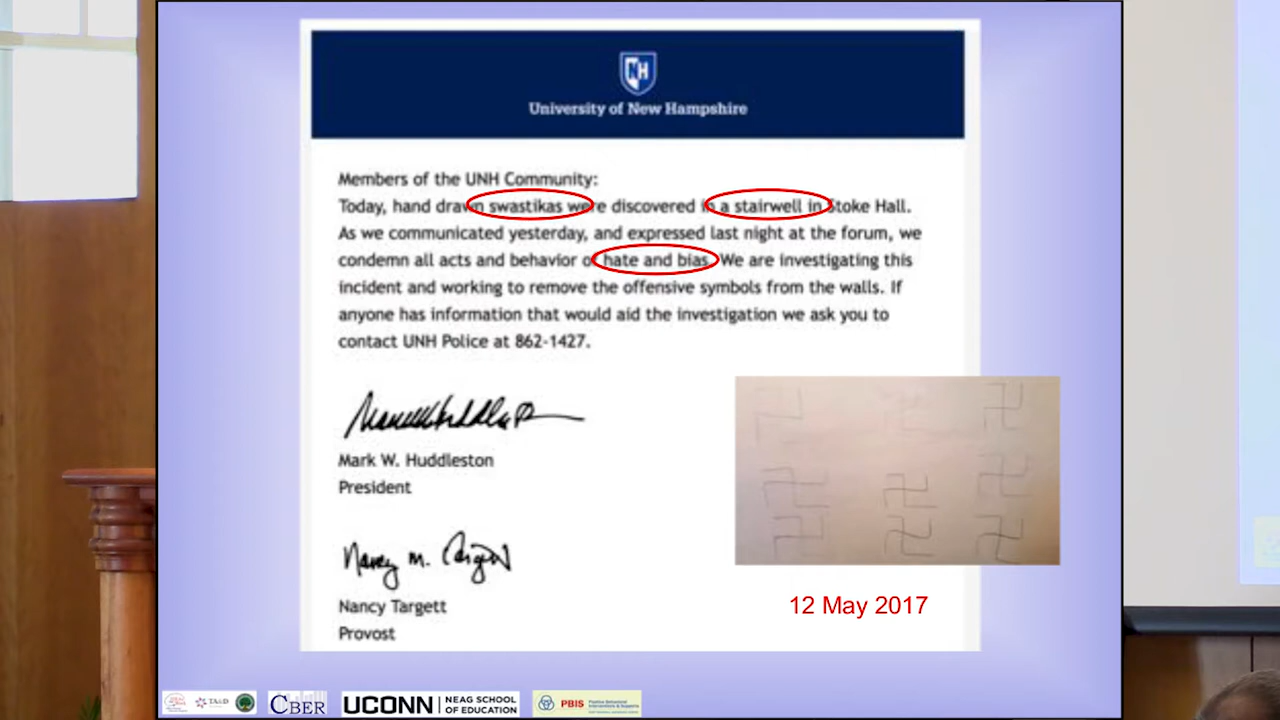 University of New Hampshire
Members of the UNH Community:
Today, hand drawn swastikas were discovered in a stairwell in Stoke Hall.
As we communicated yesterday, and expressed last night at the forum, we
condemn all acts and behavior of hate and bias. We are investigating this
incident and working to remove the offensive symbols from the walls. If
anyone has information that would aid the investigation we ask you to
contact UNH Police at 862-1427.
Mark W. Huddleston
President
Nancy M. Targett
Nancy Targett
Provost
12 May 2017
CBER
UCONN
NEAG SCHOOL
OF EDUCATION
PBIS